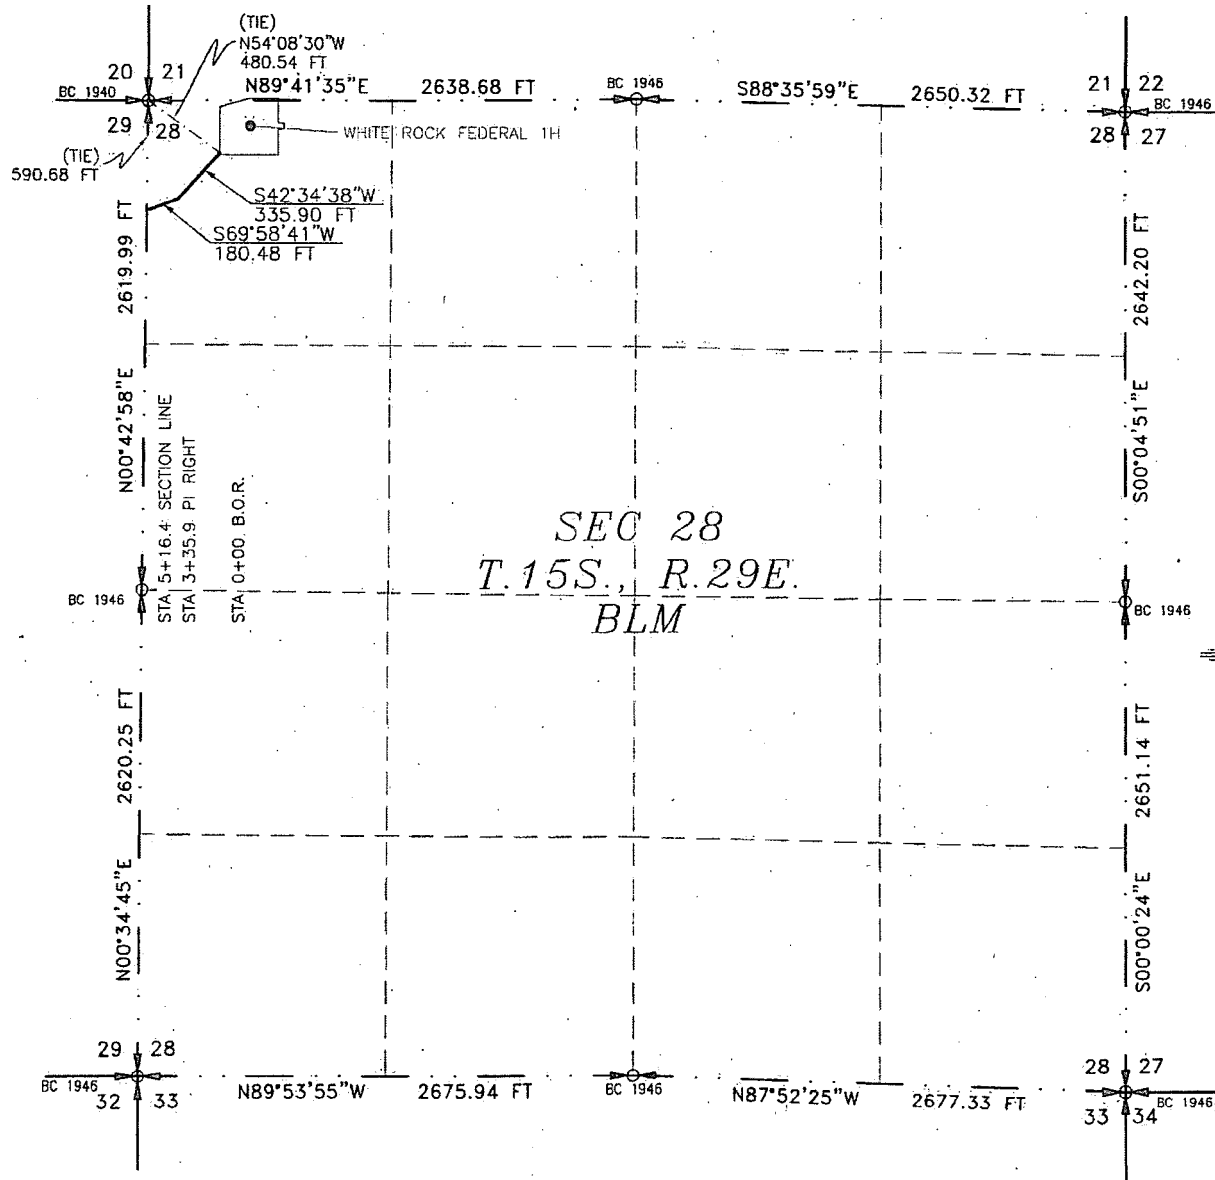 (TIE)
N54°08'30"W
480.54 FT
20 21
BC 1940
N89°41'35"E 2638.68 FT
BC 1946
S88°35'59"E 2650.32 FT
21 22
BC 1946
29 28
28 27
WHITE ROCK FEDERAL 1H
(TIE)
590.68 FT
S42°34'38"W
335.90 FT
S69°58'41"W
180.48 FT
2619.99 FT
N00°42'58"E
2642.20 FT
S00°04'51"E
STA 5+16.4 SECTION LINE
STA 3+35.9 PI RIGHT
STA 0+00 B.O.R.
SEC 28
T.15S., R.29E.
BLM
BC 1946
BC 1946
2620.25 FT
N00°34'45"E
2651.14 FT
S00°00'24"E
29 28
BC 1946
32 33
N89°53'55"W 2675.94 FT
BC 1946
N87°52'25"W 2677.33 FT
28 27
BC 1946
33 34